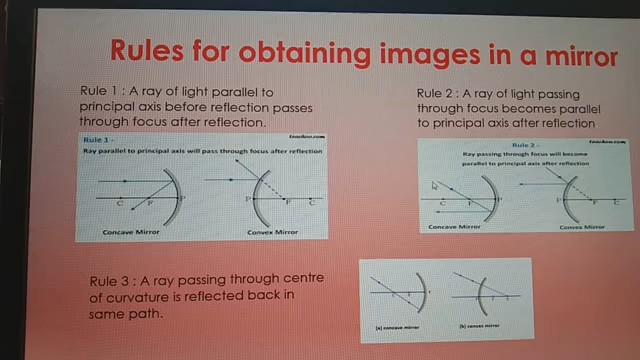 Rules for obtaining images in a mirror
Rule 1 : A ray of light parallel to
principal axis before reflection passes
through focus after reflection.
Rule 2 : A ray of light passing
through focus becomes parallel
to principal axis after reflection
teachoo.com
Rule 1 -
Ray parallel to principal axis will pass through focus after reflection
C F P P F C
Concave Mirror Convex Mirror
teachoo.com
Rule 2 -
Ray passing through focus will become
parallel to principal axis after reflection
C F P F C
Concave Mirror Convex Mirror
Rule 3 : A ray passing through centre
of curvature is reflected back in
same path.
(a) concave mirror (b) convex mirror